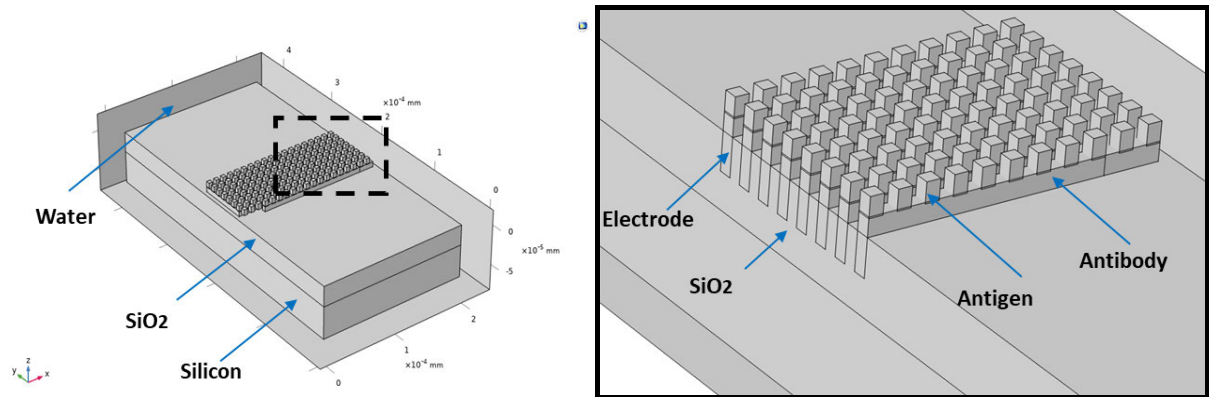 4
3
×10⁻⁴ mm
2
1
0
0
×10⁻⁵ mm
-5
Water
SiO2
Silicon
2
1
×10⁻⁴ mm
0
z
y
x
Electrode
SiO2
Antigen
Antibody